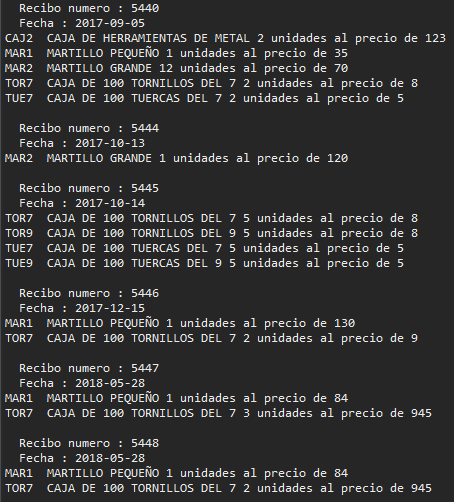 Recibo numero : 5440
Fecha : 2017-09-05
CAJ2 CAJA DE HERRAMIENTAS DE METAL 2 unidades al precio de 123
MAR1 MARTILLO PEQUEÑO 1 unidades al precio de 35
MAR2 MARTILLO GRANDE 12 unidades al precio de 70
TOR7 CAJA DE 100 TORNILLOS DEL 7 2 unidades al precio de 8
TUE7 CAJA DE 100 TUERCAS DEL 7 2 unidades al precio de 5
Recibo numero : 5444
Fecha : 2017-10-13
MAR2 MARTILLO GRANDE 1 unidades al precio de 120
Recibo numero : 5445
Fecha : 2017-10-14
TOR7 CAJA DE 100 TORNILLOS DEL 7 5 unidades al precio de 8
TOR9 CAJA DE 100 TORNILLOS DEL 9 5 unidades al precio de 8
TUE7 CAJA DE 100 TUERCAS DEL 7 5 unidades al precio de 5
TUE9 CAJA DE 100 TUERCAS DEL 9 5 unidades al precio de 5
Recibo numero : 5446
Fecha : 2017-12-15
MAR1 MARTILLO PEQUEÑO 1 unidades al precio de 130
TOR7 CAJA DE 100 TORNILLOS DEL 7 2 unidades al precio de 9
Recibo numero : 5447
Fecha : 2018-05-28
MAR1 MARTILLO PEQUEÑO 1 unidades al precio de 84
TOR7 CAJA DE 100 TORNILLOS DEL 7 3 unidades al precio de 945
Recibo numero : 5448
Fecha : 2018-05-28
MAR1 MARTILLO PEQUEÑO 1 unidades al precio de 84
TOR7 CAJA DE 100 TORNILLOS DEL 7 2 unidades al precio de 945